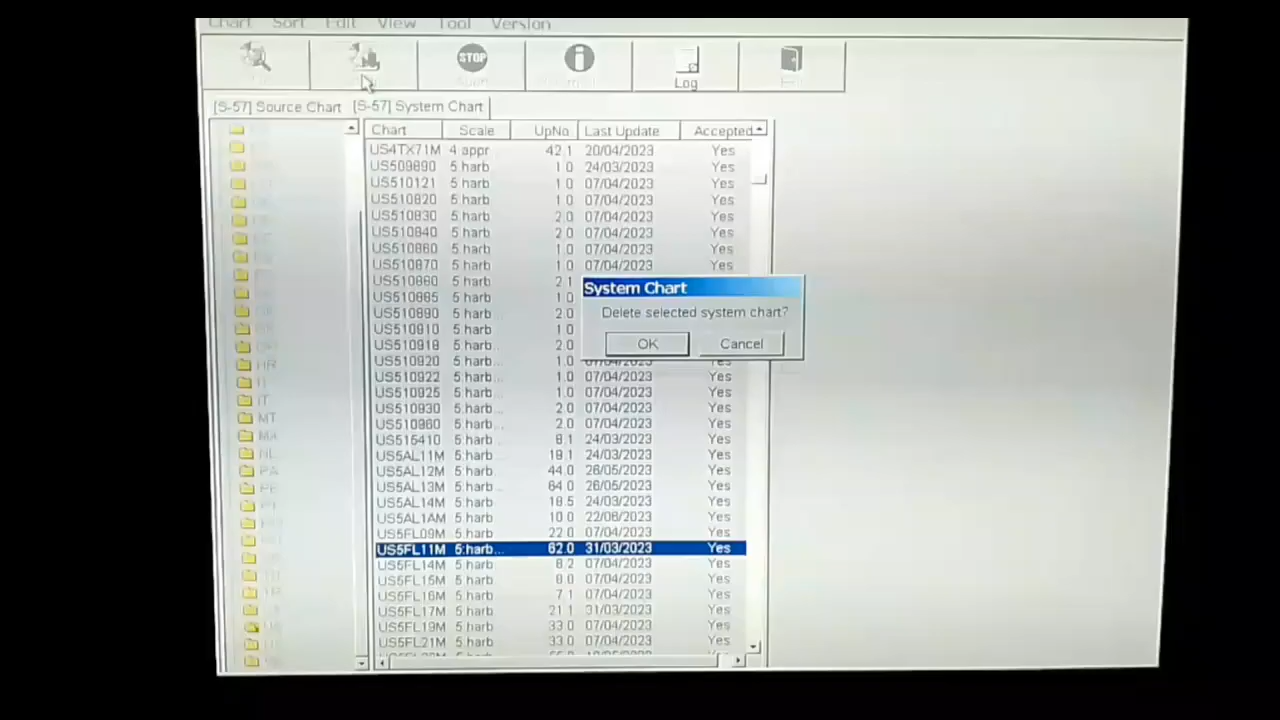 Chart Sort Edit View Tool Version
STOP
Log
[S-57] Source Chart [S-57] System Chart
Chart Scale UpNo. Last Update Accepted
US4TX71M 4 appr 42.1 20/04/2023 Yes
US509890 5 harb 1.0 24/03/2023 Yes
US510121 5 harb 1.0 07/04/2023 Yes
US510820 5 harb 1.0 07/04/2023 Yes
US510830 5 harb 2.0 07/04/2023 Yes
US510840 5 harb 2.0 07/04/2023 Yes
US510860 5 harb 1.0 07/04/2023 Yes
US510870 5 harb 1.0 07/04/2023 Yes
US510880 5 harb 2.1
US510885 5 harb 1.0
US510890 5 harb... 2.0
US510910 5 harb 1.0
US510918 5 harb... 2.0
System Chart
Delete selected system chart?
OK Cancel
US510920 5 harb... 1.0 07/04/2023 Yes
US510922 5 harb... 1.0 07/04/2023 Yes
US510925 5 harb... 1.0 07/04/2023 Yes
US510930 5 harb... 2.0 07/04/2023 Yes
US510960 5 harb... 2.0 07/04/2023 Yes
US515410 5 harb... 8.1 24/03/2023 Yes
US5AL11M 5 harb... 19.1 24/03/2023 Yes
US5AL12M 5 harb. 44.0 26/05/2023 Yes
US5AL13M 5 harb... 64.0 26/05/2023 Yes
US5AL14M 5 harb 18.5 24/03/2023 Yes
US5AL1AM 5 harb 10.0 22/06/2023 Yes
US5FL09M 5 harb 22.0 07/04/2023 Yes
US5FL11M 5 harb... 62.0 31/03/2023 Yes
US5FL14M 5 harb 8.2 07/04/2023 Yes
US5FL15M 5 harb 8.0 07/04/2023 Yes
US5FL16M 5 harb 7.1 07/04/2023 Yes
US5FL17M 5 harb 21.1 31/03/2023 Yes
US5FL19M 5 harb 33.0 07/04/2023 Yes
US5FL21M 5 harb 33.0 07/04/2023 Yes
HR
IT
MT
NL
PA